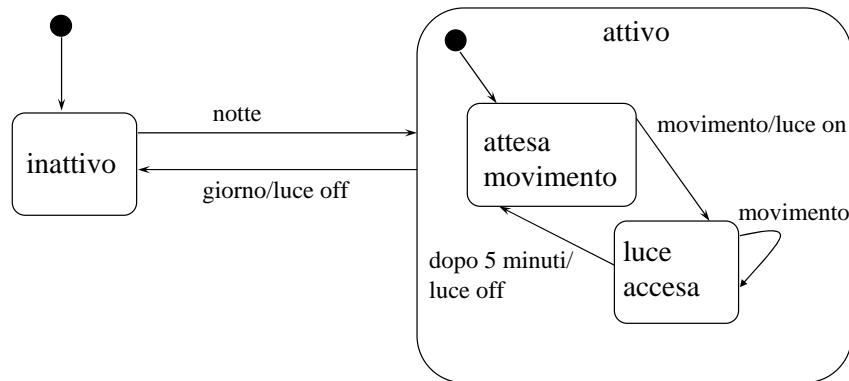 attivo
notte
inattivo
giorno/luce off
attesa
movimento
movimento/luce on
movimento
luce
accesa
dopo 5 minuti/
luce off